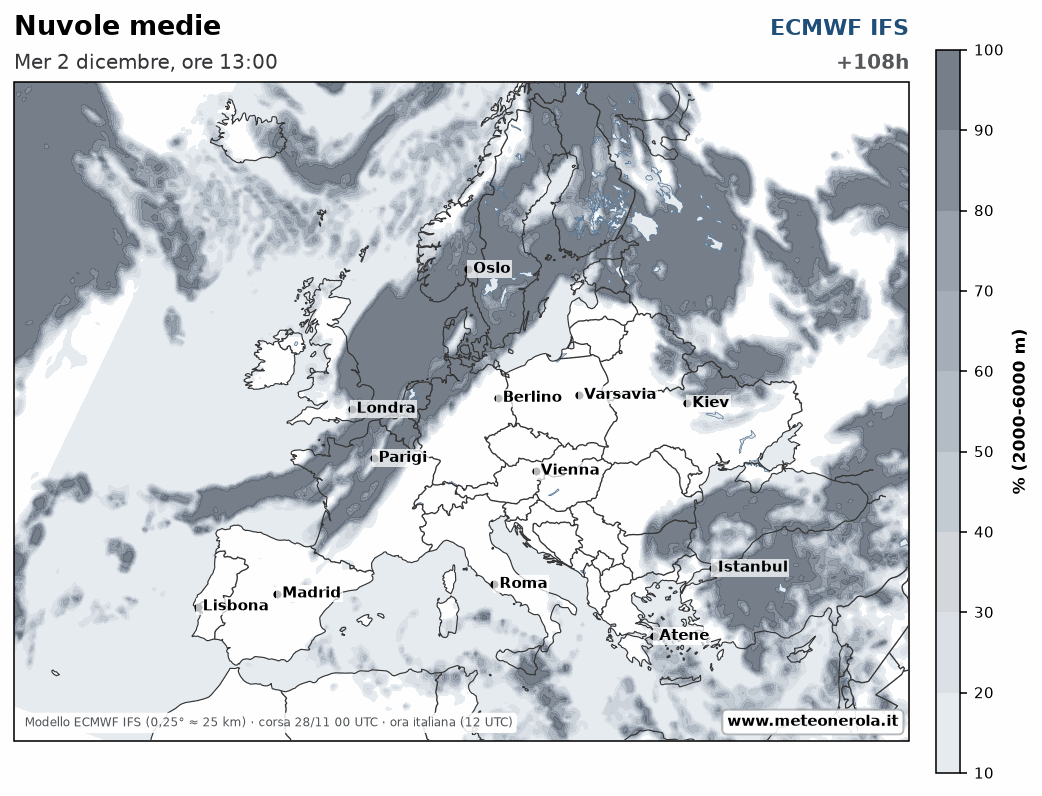 Nuvole medie
ECMWF IFS
Mer 2 dicembre, ore 13:00
+108h
100
90
80
70
60
50
40
30
20
10
% (2000-6000 m)
Oslo
Londra
Berlino
Varsavia
Kiev
Parigi
Vienna
Istanbul
Roma
Madrid
Lisbona
Atene
Modello ECMWF IFS (0,25° ≈ 25 km) · corsa 28/11 00 UTC · ora italiana (12 UTC)
www.meteonerola.it